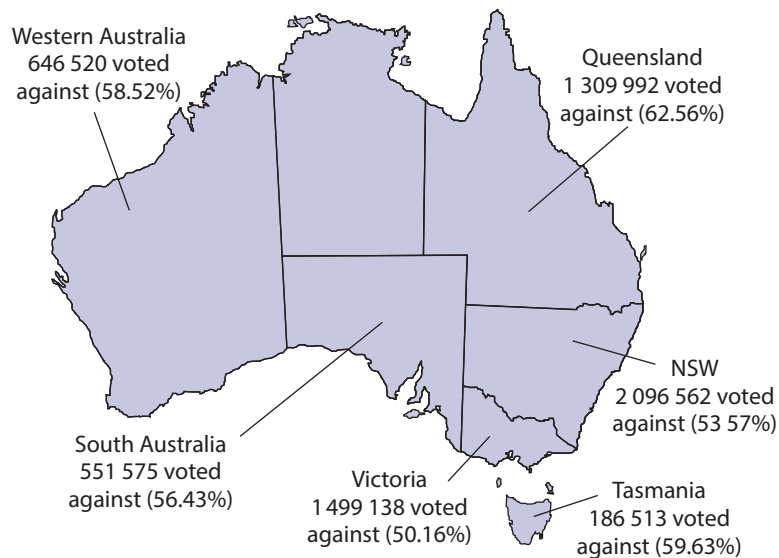 Western Australia
646 520 voted
against (58.52%)
Queensland
1 309 992 voted
against (62.56%)
NSW
2 096 562 voted
against (53 57%)
South Australia
551 575 voted
against (56.43%)
Victoria
1 499 138 voted
against (50.16%)
Tasmania
186 513 voted
against (59.63%)